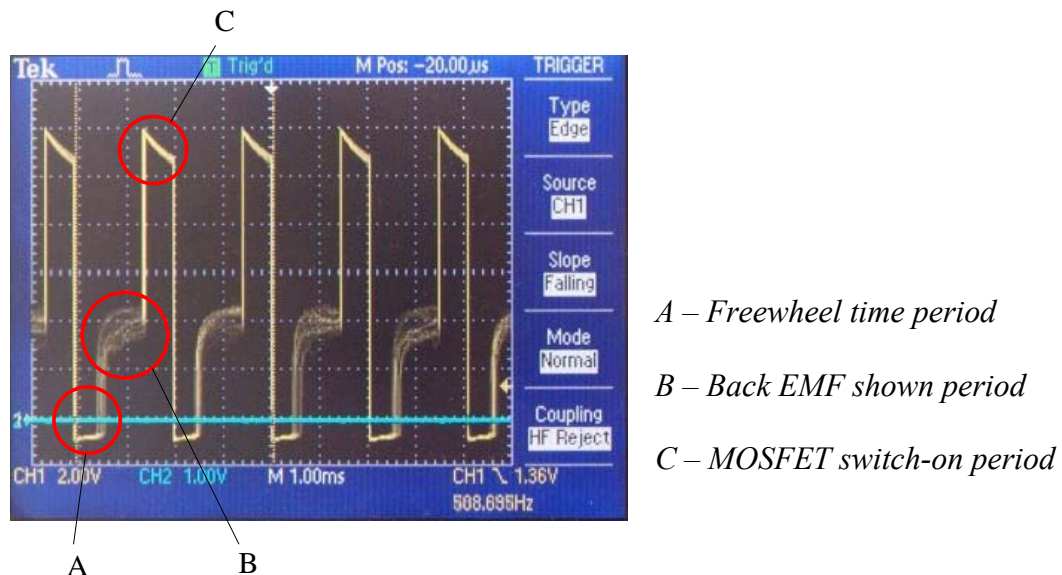 C
Tek Trig'd M Pos: -20.00µs TRIGGER
Type
Edge
Source
CH1
Slope
Falling
A – Freewheel time period
Mode
Normal
B – Back EMF shown period
Coupling
HF Reject
C – MOSFET switch-on period
CH1 2.00V CH2 1.00V M 1.00ms CH1 \ 1.36V
508.695Hz
A
B